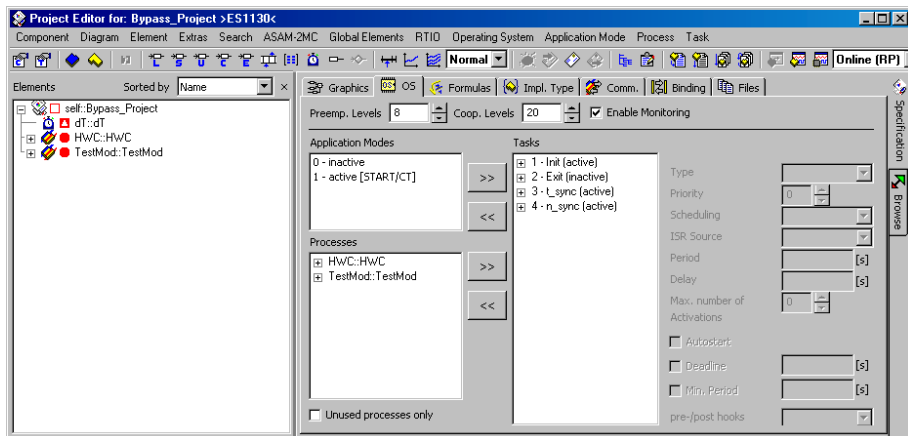 Project Editor for: Bypass_Project >ES1130<
Component Diagram Element Extras Search ASAM-2MC Global Elements RTIO Operating System Application Mode Process Task
Normal Online (RP)
Elements Sorted by Name ×
self::Bypass_Project
dT::dT
HWC::HWC
TestMod::TestMod
Graphics OS Formulas Impl. Type Comm. Binding Files
Preemp. Levels 8 Coop. Levels 20 Enable Monitoring
Application Modes
0 - inactive
1 - active [START/CT]
>>
<<
Processes
HWC::HWC
TestMod::TestMod
>>
<<
Unused processes only
Tasks
1 - Init (active)
2 - Exit (inactive)
3 - t_sync (active)
4 - n_sync (active)
Type
Priority 0
Scheduling
ISR Source
Period [s]
Delay [s]
Max. number of 0
Activations
Autostart
Deadline [s]
Min. Period [s]
pre-/post hooks
Specification
Browse